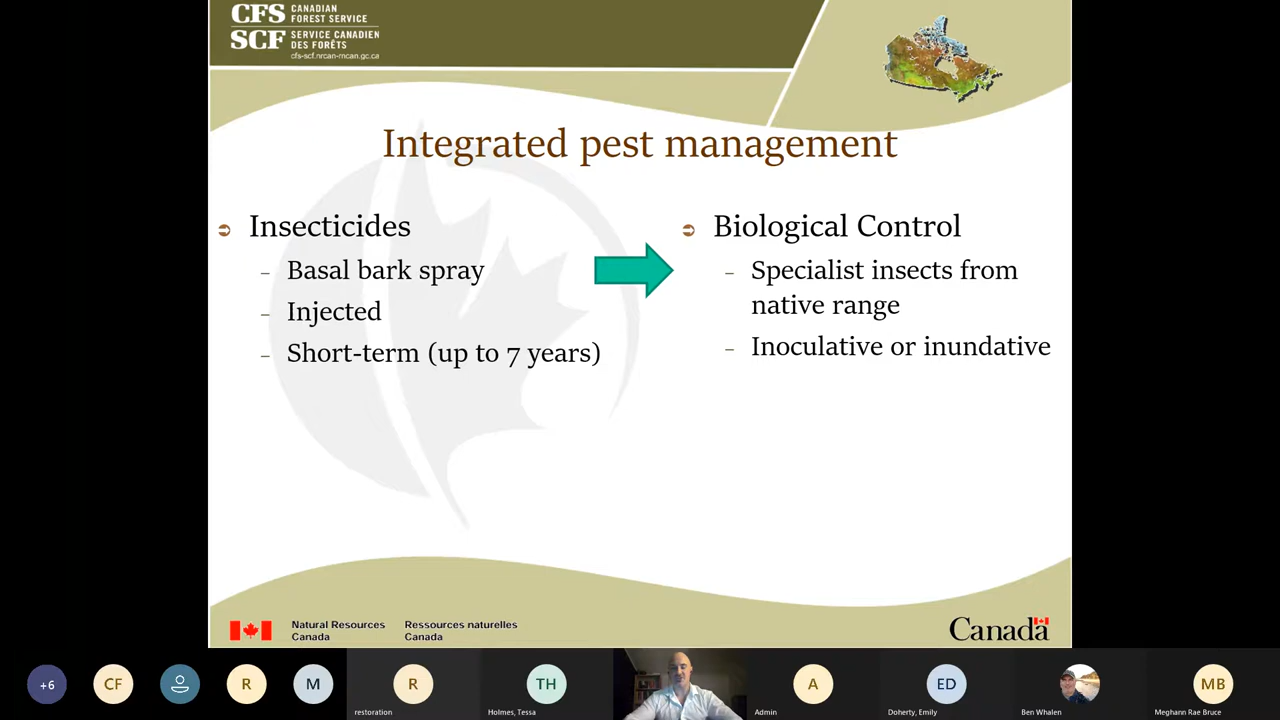 CFS CANADIAN
FOREST SERVICE
SCF SERVICE CANADIEN
DES FORÊTS
cfs-scf.nrcan-rncan.gc.ca
Integrated pest management
Insecticides
– Basal bark spray
– Injected
– Short-term (up to 7 years)
Biological Control
– Specialist insects from
native range
– Inoculative or inundative
Natural Resources Ressources naturelles
Canada Canada
Canada
+6 CF R M R TH A ED MB
restoration Holmes, Tessa Admin Doherty, Emily Ben Whalen Meghann Rae Bruce